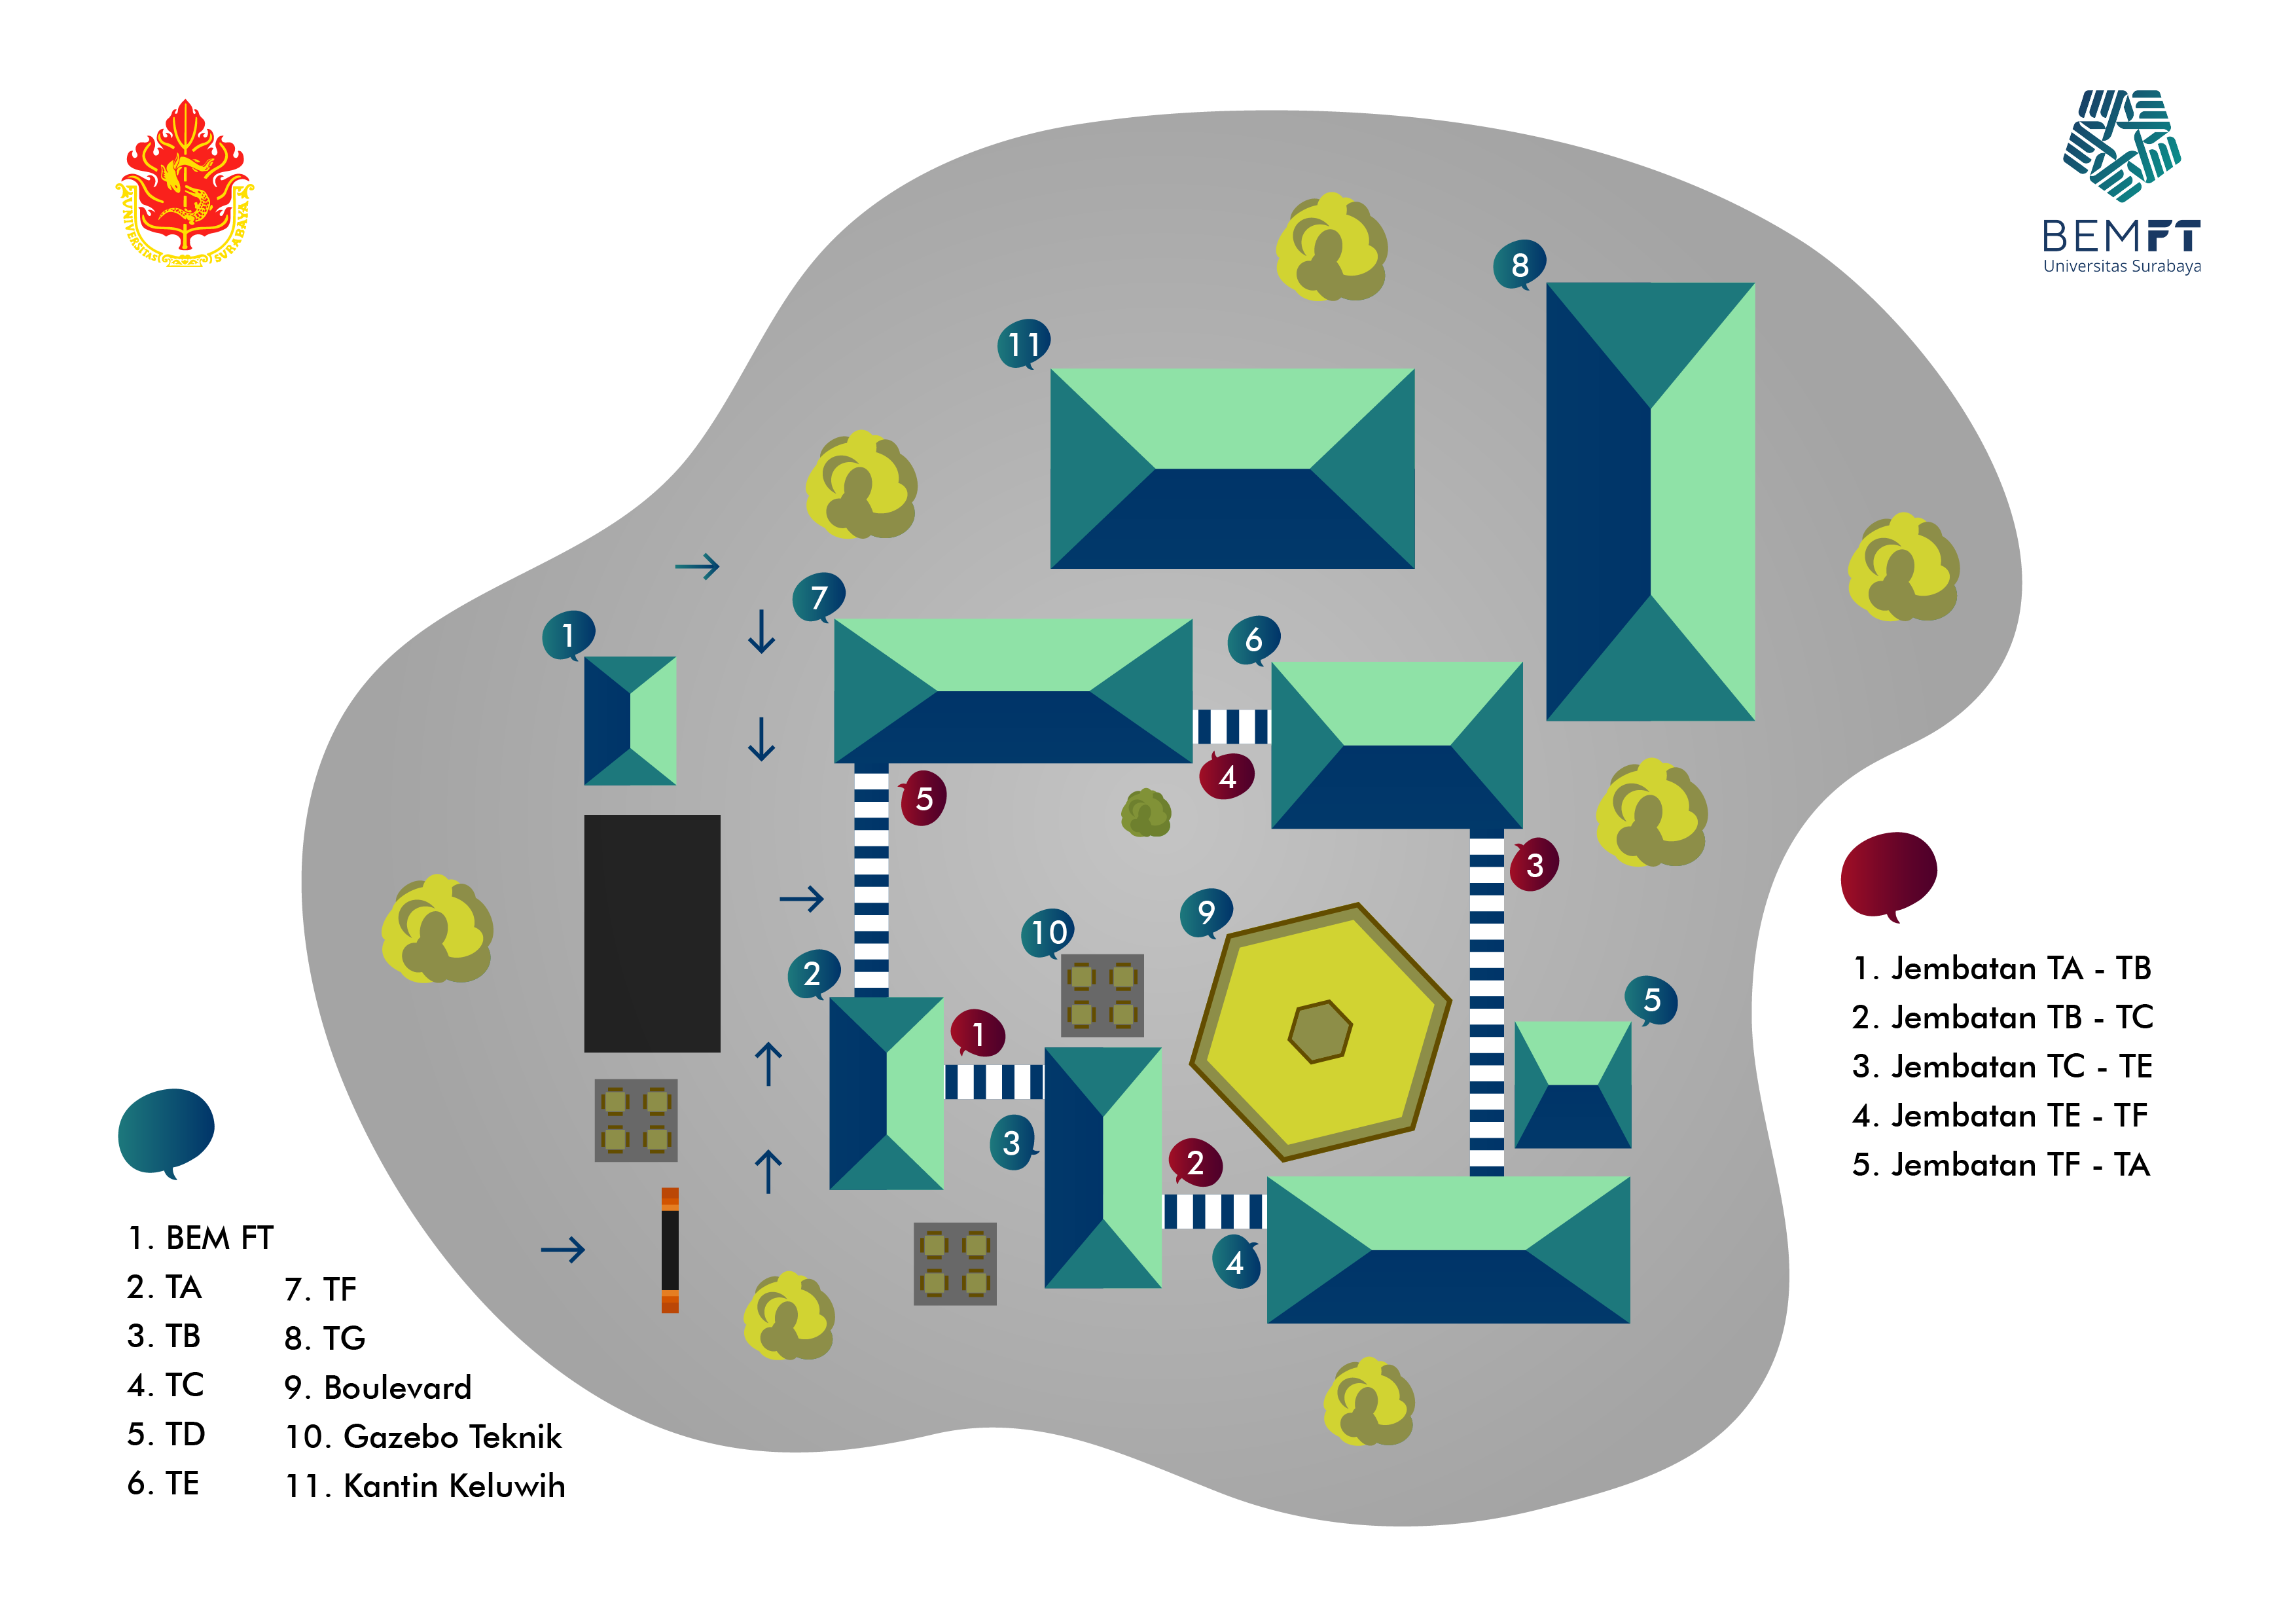 UNIVERSITAS SURABAYA
BEMFT
Universitas Surabaya
8
11
7
1
6
4
5
3
9
10
2
5
1
3
2
4
1. BEM FT
2. TA
3. TB
4. TC
5. TD
6. TE
7. TF
8. TG
9. Boulevard
10. Gazebo Teknik
11. Kantin Keluwih
1. Jembatan TA - TB
2. Jembatan TB - TC
3. Jembatan TC - TE
4. Jembatan TE - TF
5. Jembatan TF - TA